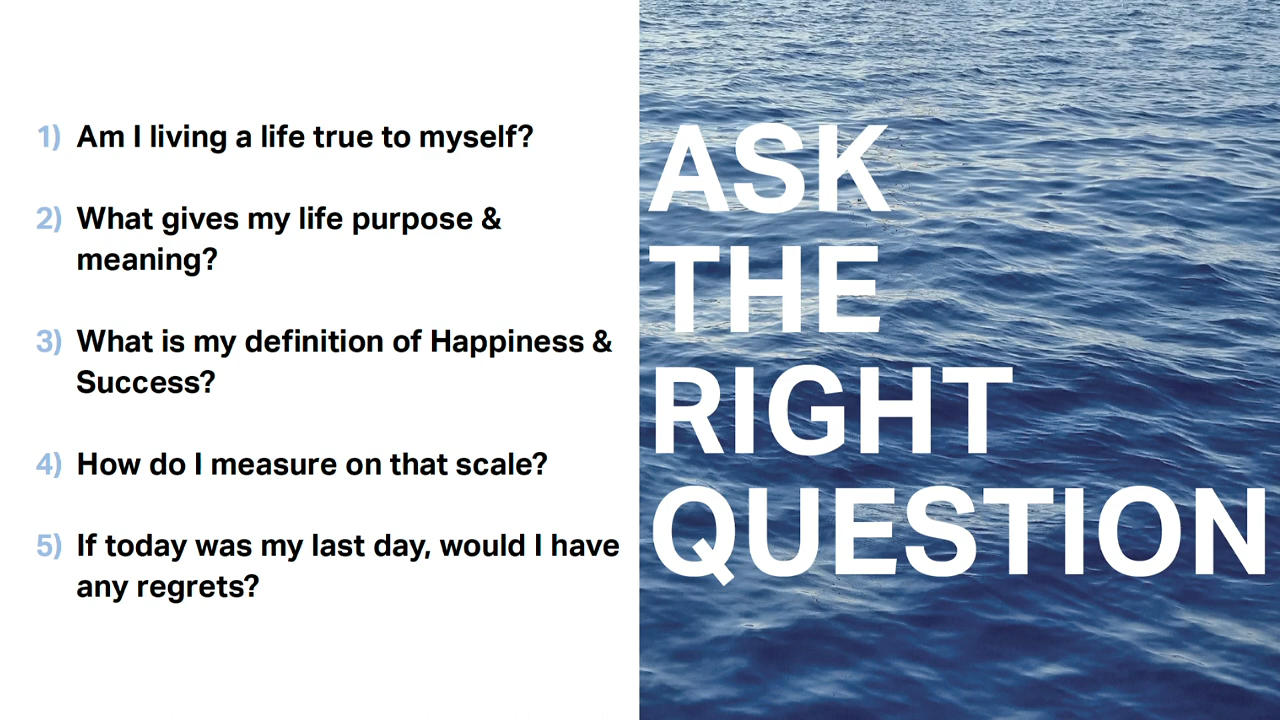 1) Am I living a life true to myself?
2) What gives my life purpose &
meaning?
3) What is my definition of Happiness &
Success?
4) How do I measure on that scale?
5) If today was my last day, would I have
any regrets?
ASK
THE
RIGHT
QUESTION